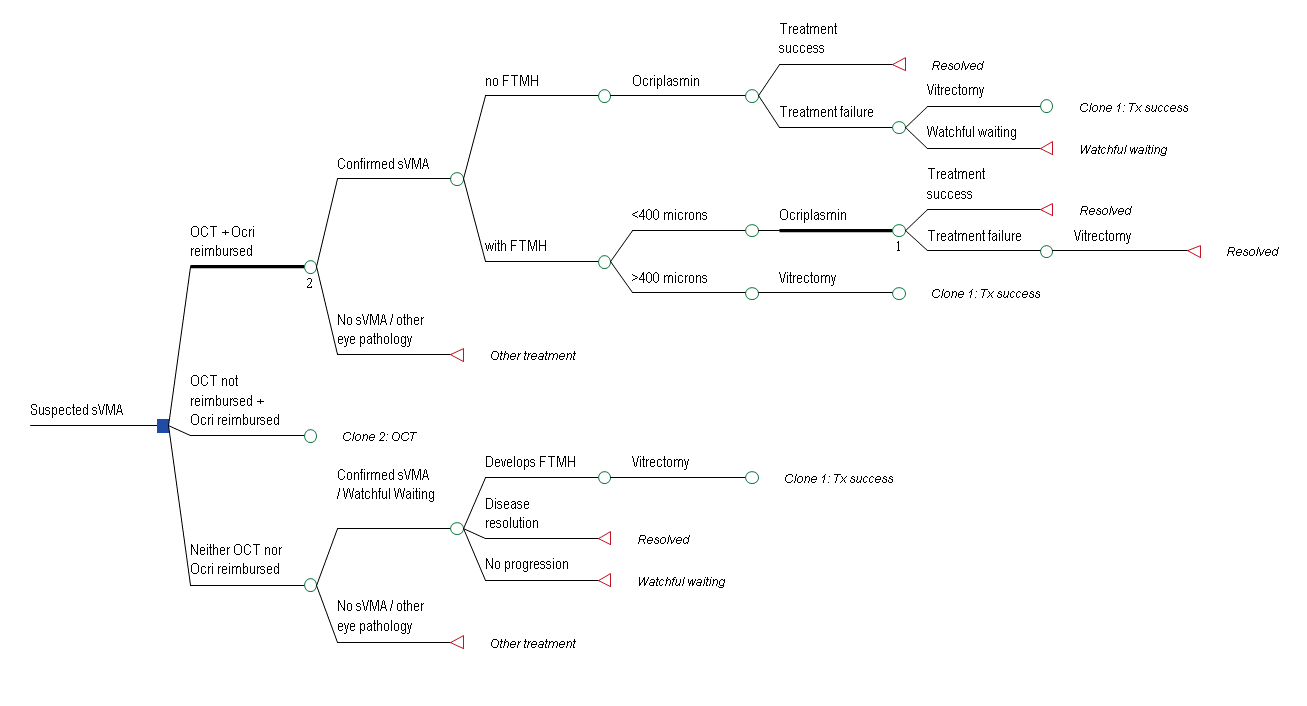 Treatment
success
Resolved
no FTMH
Ocriplasmin
Vitrectomy
Clone 1: Tx success
Treatment failure
Watchful waiting
Watchful waiting
Confirmed sVMA
Treatment
success
Resolved
<400 microns
Ocriplasmin
1
Treatment failure
Vitrectomy
Resolved
OCT + Ocri
reimbursed
2
with FTMH
>400 microns
Vitrectomy
Clone 1: Tx success
No sVMA / other
eye pathology
Other treatment
Suspected sVMA
OCT not
reimbursed +
Ocri reimbursed
Clone 2: OCT
Confirmed sVMA
/ Watchful Waiting
Develops FTMH
Vitrectomy
Clone 1: Tx success
Disease
resolution
Resolved
No progression
Watchful waiting
Neither OCT nor
Ocri reimbursed
No sVMA / other
eye pathology
Other treatment